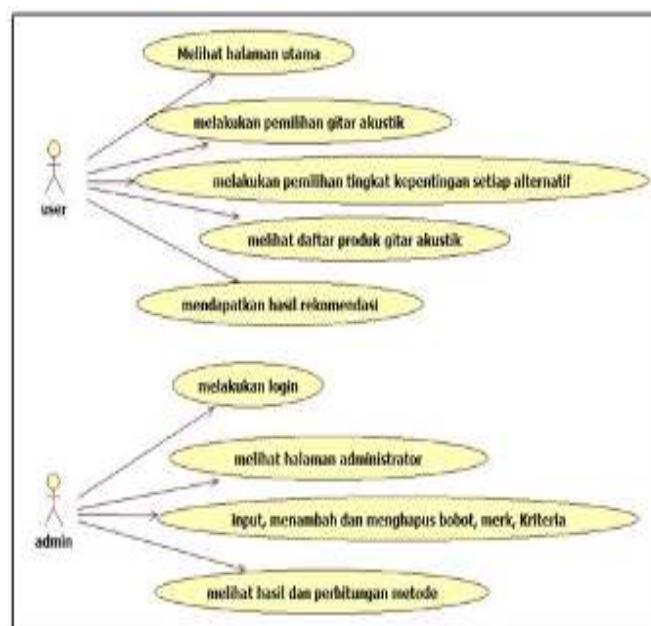 Melihat halaman utama
melakukan pemilihan gitar akustik
melakukan pemilihan tingkat kepentingan setiap alternatif
user
melihat daftar produk gitar akustik
mendapatkan hasil rekomendasi
melakukan login
melihat halaman administrator
Input, menambah dan menghapus bobot, merk, Kriteria
admin
melihat hasil dan perbitungan metode